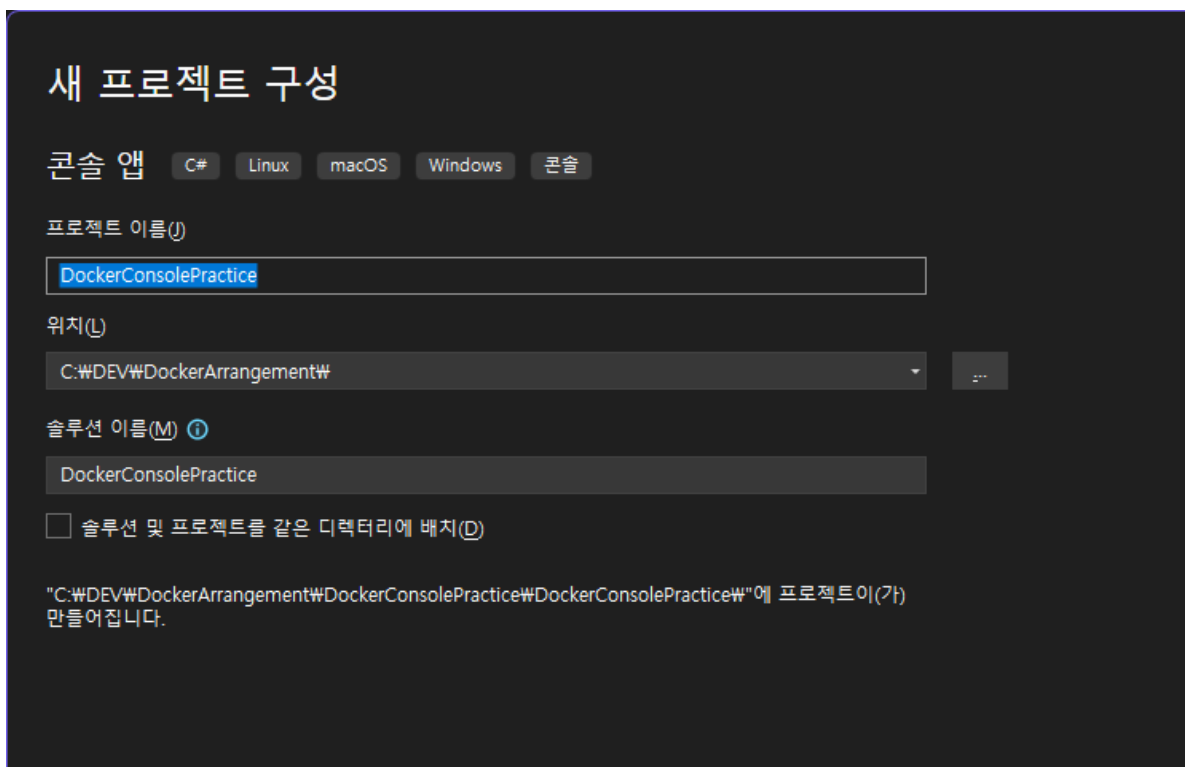 새 프로젝트 구성
콘솔 앱 C# Linux macOS Windows 콘솔
프로젝트 이름(J)
DockerConsolePractice
위치(L)
C:₩DEV₩DockerArrangement₩
...
솔루션 이름(M)
DockerConsolePractice
솔루션 및 프로젝트를 같은 디렉터리에 배치(D)
"C:₩DEV₩DockerArrangement₩DockerConsolePractice₩DockerConsolePractice₩"에 프로젝트이(가)
만들어집니다.